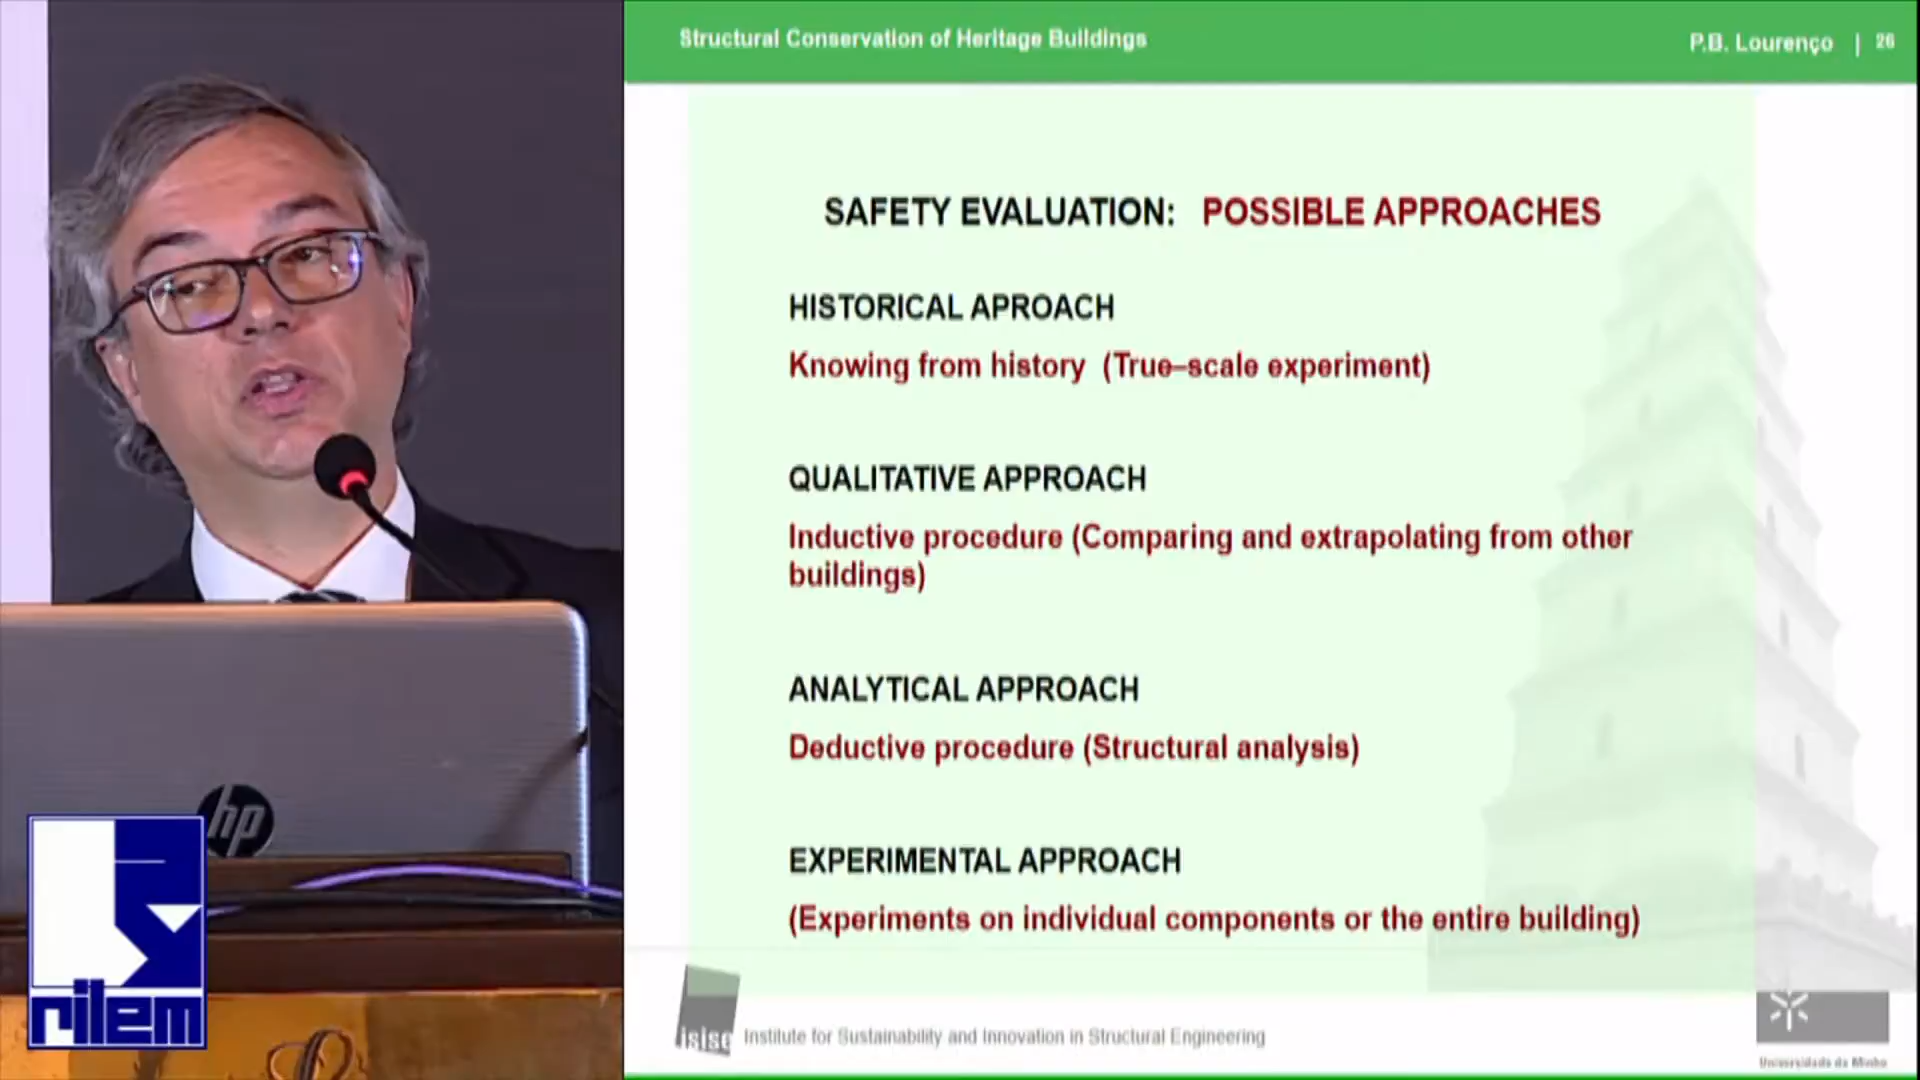 Structural Conservation of Heritage Buildings
P.B. Lourenço | 26
SAFETY EVALUATION: POSSIBLE APPROACHES
HISTORICAL APROACH
Knowing from history (True–scale experiment)
QUALITATIVE APPROACH
Inductive procedure (Comparing and extrapolating from other
buildings)
ANALYTICAL APPROACH
Deductive procedure (Structural analysis)
EXPERIMENTAL APPROACH
(Experiments on individual components or the entire building)
isise Institute for Sustainability and Innovation in Structural Engineering
Universidade do Minho
hp
rilem